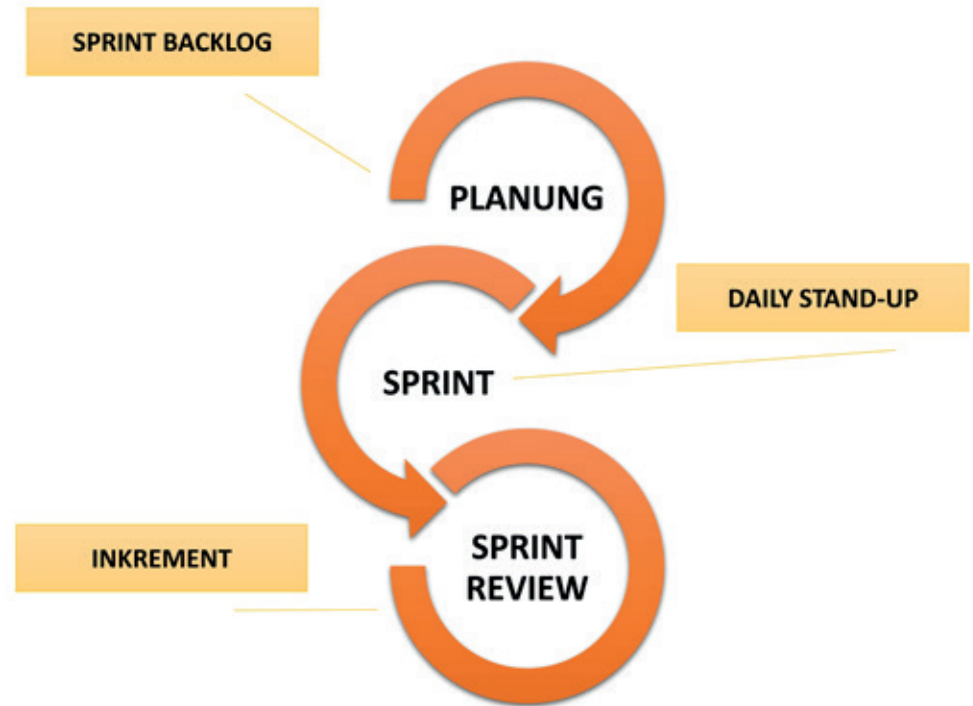 SPRINT BACKLOG
PLANUNG
DAILY STAND-UP
SPRINT
INKREMENT
SPRINT
REVIEW